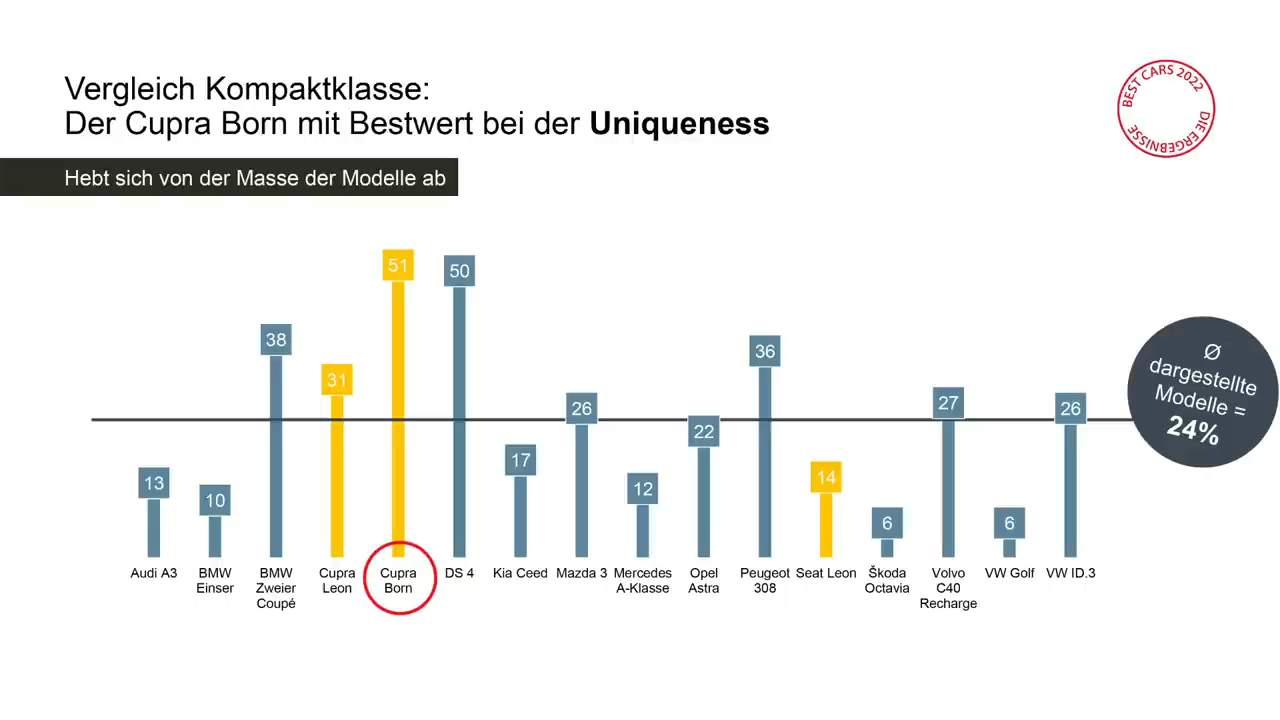 Vergleich Kompaktklasse:
Der Cupra Born mit Bestwert bei der Uniqueness
BEST CARS 2022
DIE ERGEBNISSE
Hebt sich von der Masse der Modelle ab
13
10
38
31
51
50
17
26
12
22
36
14
6
27
6
26
Ø
dargestellte
Modelle =
24%
Audi A3
BMW
Einser
BMW
Zweier
Coupé
Cupra
Leon
Cupra
Born
DS 4
Kia Ceed
Mazda 3
Mercedes
A-Klasse
Opel
Astra
Peugeot
308
Seat Leon
Škoda
Octavia
Volvo
C40
Recharge
VW Golf
VW ID.3